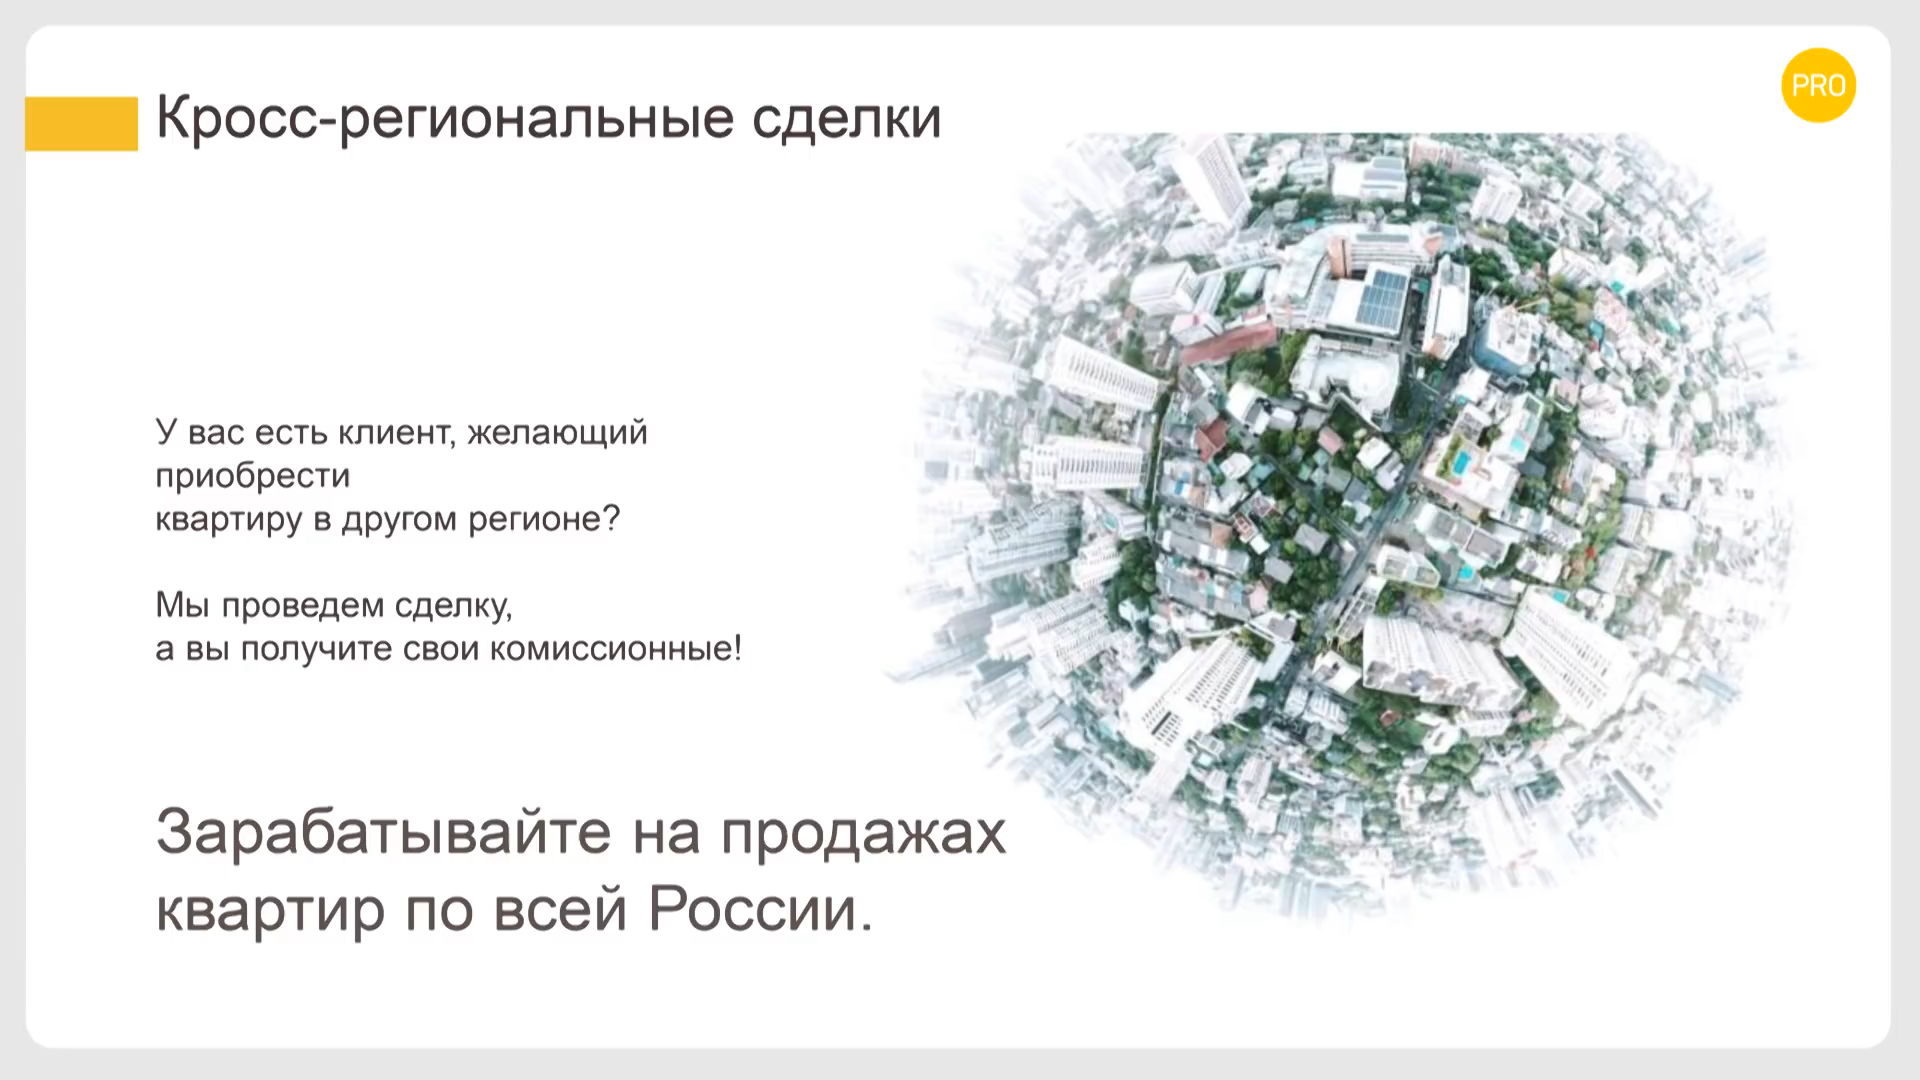 Кросс-региональные сделки
PRO
У вас есть клиент, желающий
приобрести
квартиру в другом регионе?
Мы проведем сделку,
а вы получите свои комиссионные!
Зарабатывайте на продажах
квартир по всей России.